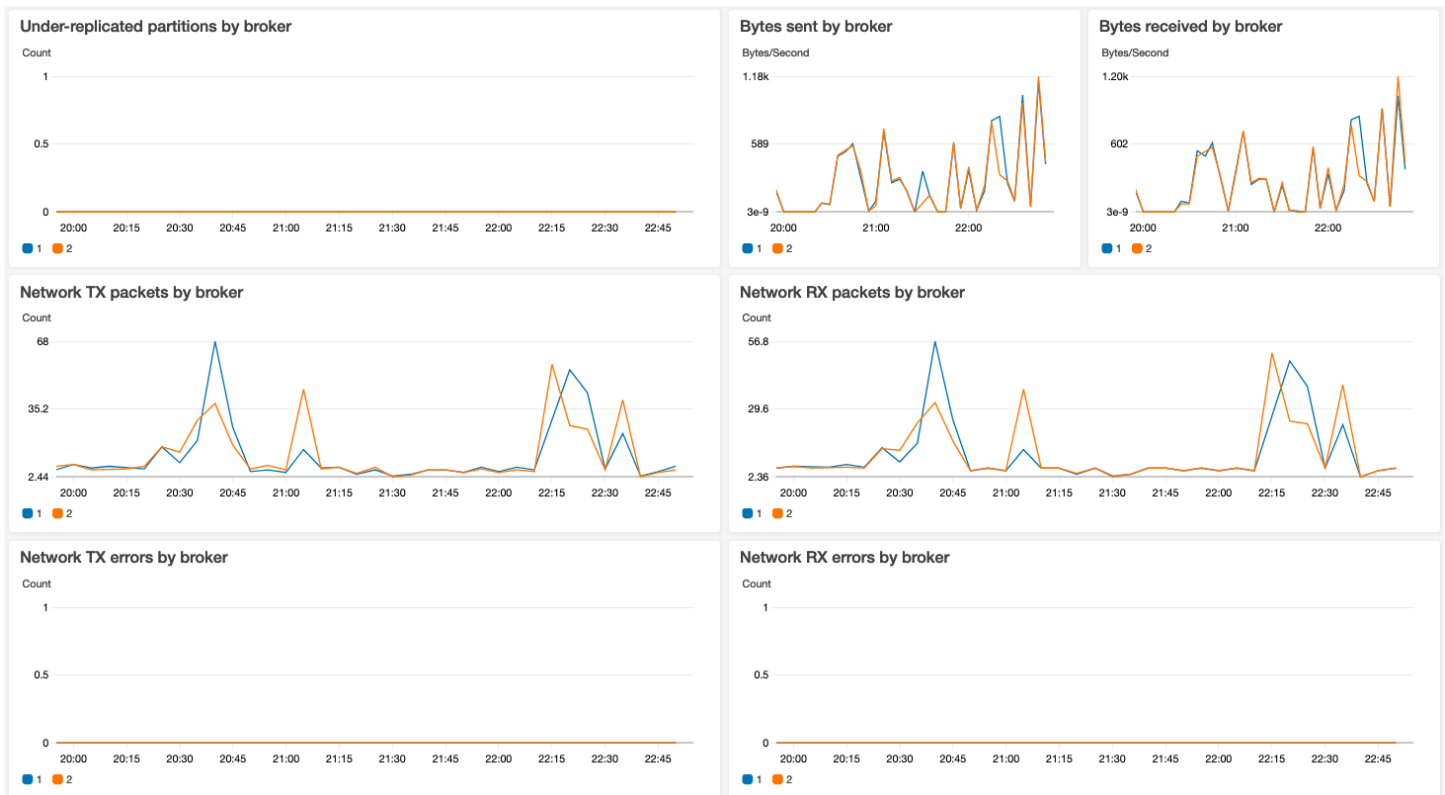 Under-replicated partitions by broker
Count
1
0.5
0
20:00 20:15 20:30 20:45 21:00 21:15 21:30 21:45 22:00 22:15 22:30 22:45
1 2
Bytes sent by broker
Bytes/Second
1.18k
589
3e-9
20:00 21:00 22:00
1 2
Bytes received by broker
Bytes/Second
1.20k
602
3e-9
20:00 21:00 22:00
1 2
Network TX packets by broker
Count
68
35.2
2.44
20:00 20:15 20:30 20:45 21:00 21:15 21:30 21:45 22:00 22:15 22:30 22:45
1 2
Network RX packets by broker
Count
56.8
29.6
2.36
20:00 20:15 20:30 20:45 21:00 21:15 21:30 21:45 22:00 22:15 22:30 22:45
1 2
Network TX errors by broker
Count
1
0.5
0
20:00 20:15 20:30 20:45 21:00 21:15 21:30 21:45 22:00 22:15 22:30 22:45
1 2
Network RX errors by broker
Count
1
0.5
0
20:00 20:15 20:30 20:45 21:00 21:15 21:30 21:45 22:00 22:15 22:30 22:45
1 2